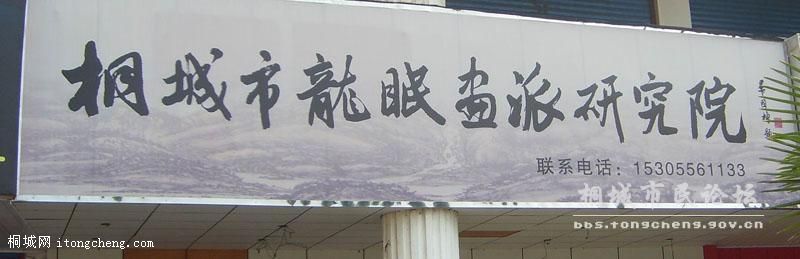 桐城市龍眠画派研究院
联系电话：15305561133
桐城市民论坛
bbs.tongcheng.gov.cn
桐城网 itongcheng.com